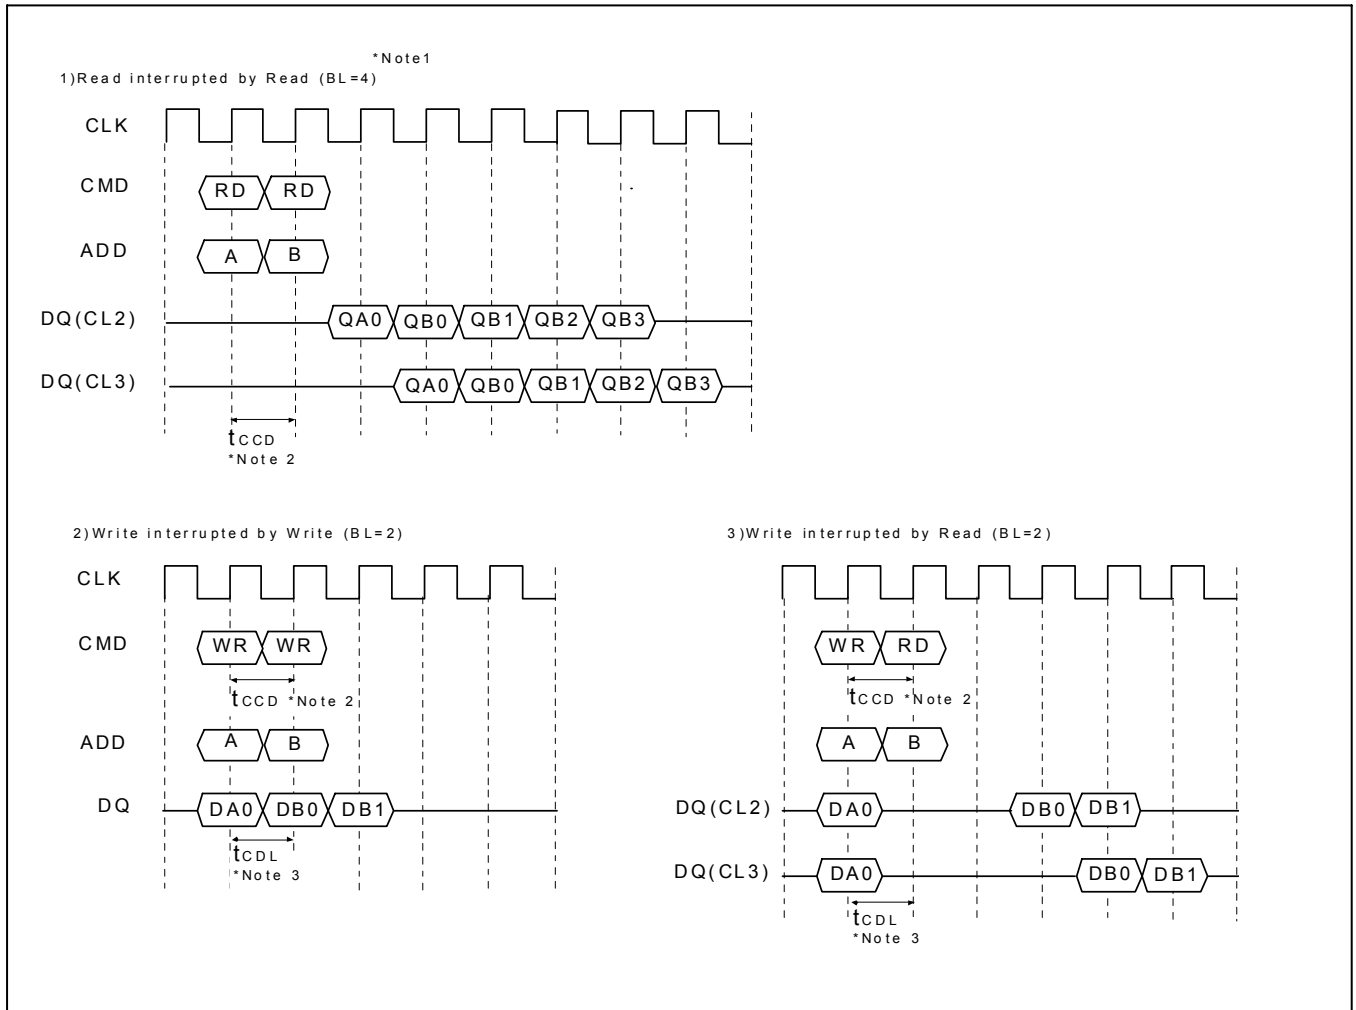 *Note1
1)Read interrupted by Read (BL=4)
CLK
CMD RD RD
ADD A B
DQ(CL2) QA0 QB0 QB1 QB2 QB3
DQ(CL3) QA0 QB0 QB1 QB2 QB3
tCCD
*Note 2
2)Write interrupted by Write (BL=2)
CLK
CMD WR WR
tCCD *Note 2
ADD A B
DQ DA0 DB0 DB1
tCDL
*Note 3
3)Write interrupted by Read (BL=2)
WR RD
tCCD *Note 2
A B
DQ(CL2) DA0 DB0 DB1
DQ(CL3) DA0 DB0 DB1
tCDL
*Note 3